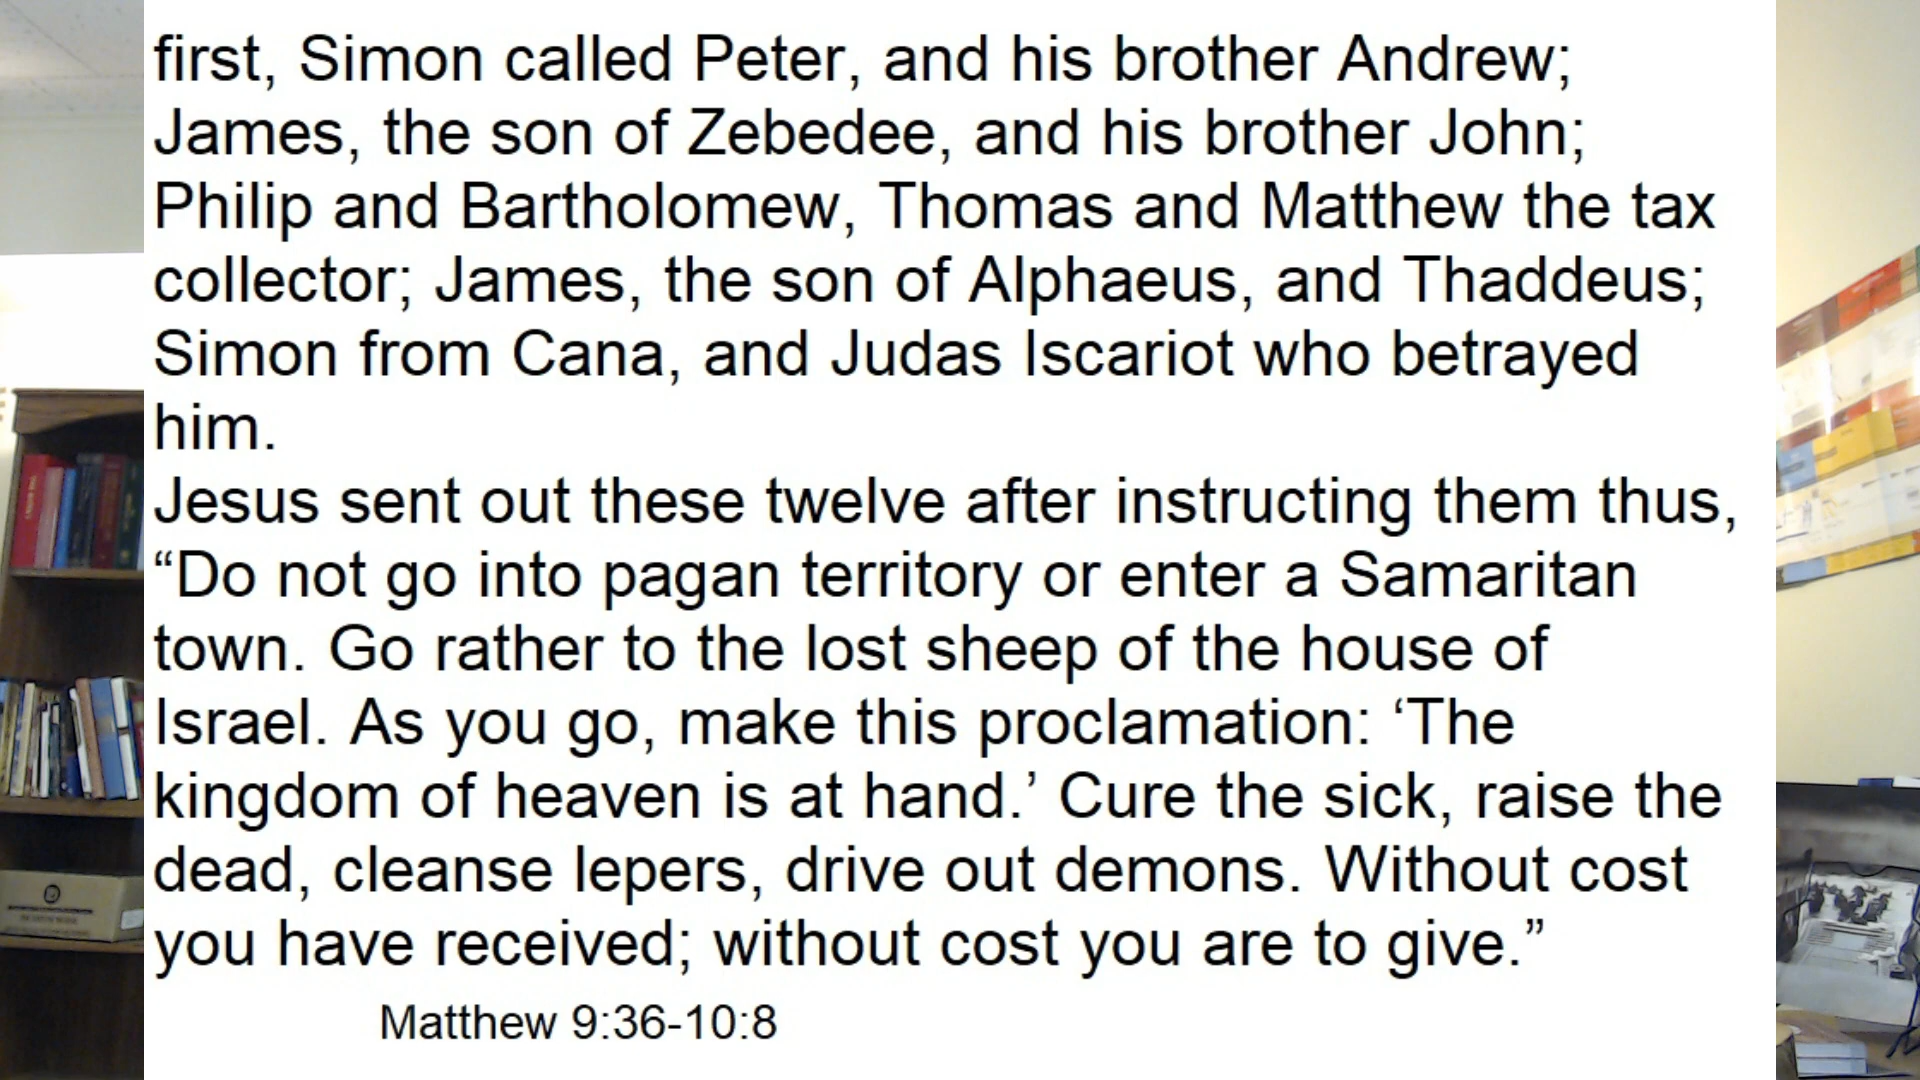 first, Simon called Peter, and his brother Andrew;
James, the son of Zebedee, and his brother John;
Philip and Bartholomew, Thomas and Matthew the tax
collector; James, the son of Alphaeus, and Thaddeus;
Simon from Cana, and Judas Iscariot who betrayed
him.
Jesus sent out these twelve after instructing them thus,
“Do not go into pagan territory or enter a Samaritan
town. Go rather to the lost sheep of the house of
Israel. As you go, make this proclamation: ‘The
kingdom of heaven is at hand.’ Cure the sick, raise the
dead, cleanse lepers, drive out demons. Without cost
you have received; without cost you are to give.”
Matthew 9:36-10:8